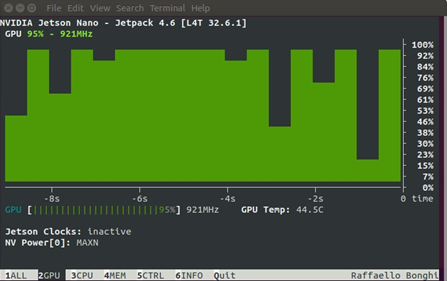 File Edit View Search Terminal Help
NVIDIA Jetson Nano - Jetpack 4.6 [L4T 32.6.1]
GPU 95% - 921MHz
100%
92%
84%
76%
69%
61%
53%
46%
38%
30%
23%
15%
7%
0%
-8s -6s -4s -2s 0 time
GPU [||||||||||||||||||||||||95%] 921MHz GPU Temp: 44.5C
Jetson Clocks: inactive
NV Power[0]: MAXN
1ALL 2GPU 3CPU 4MEM 5CTRL 6INFO Quit Raffaello Bonghi